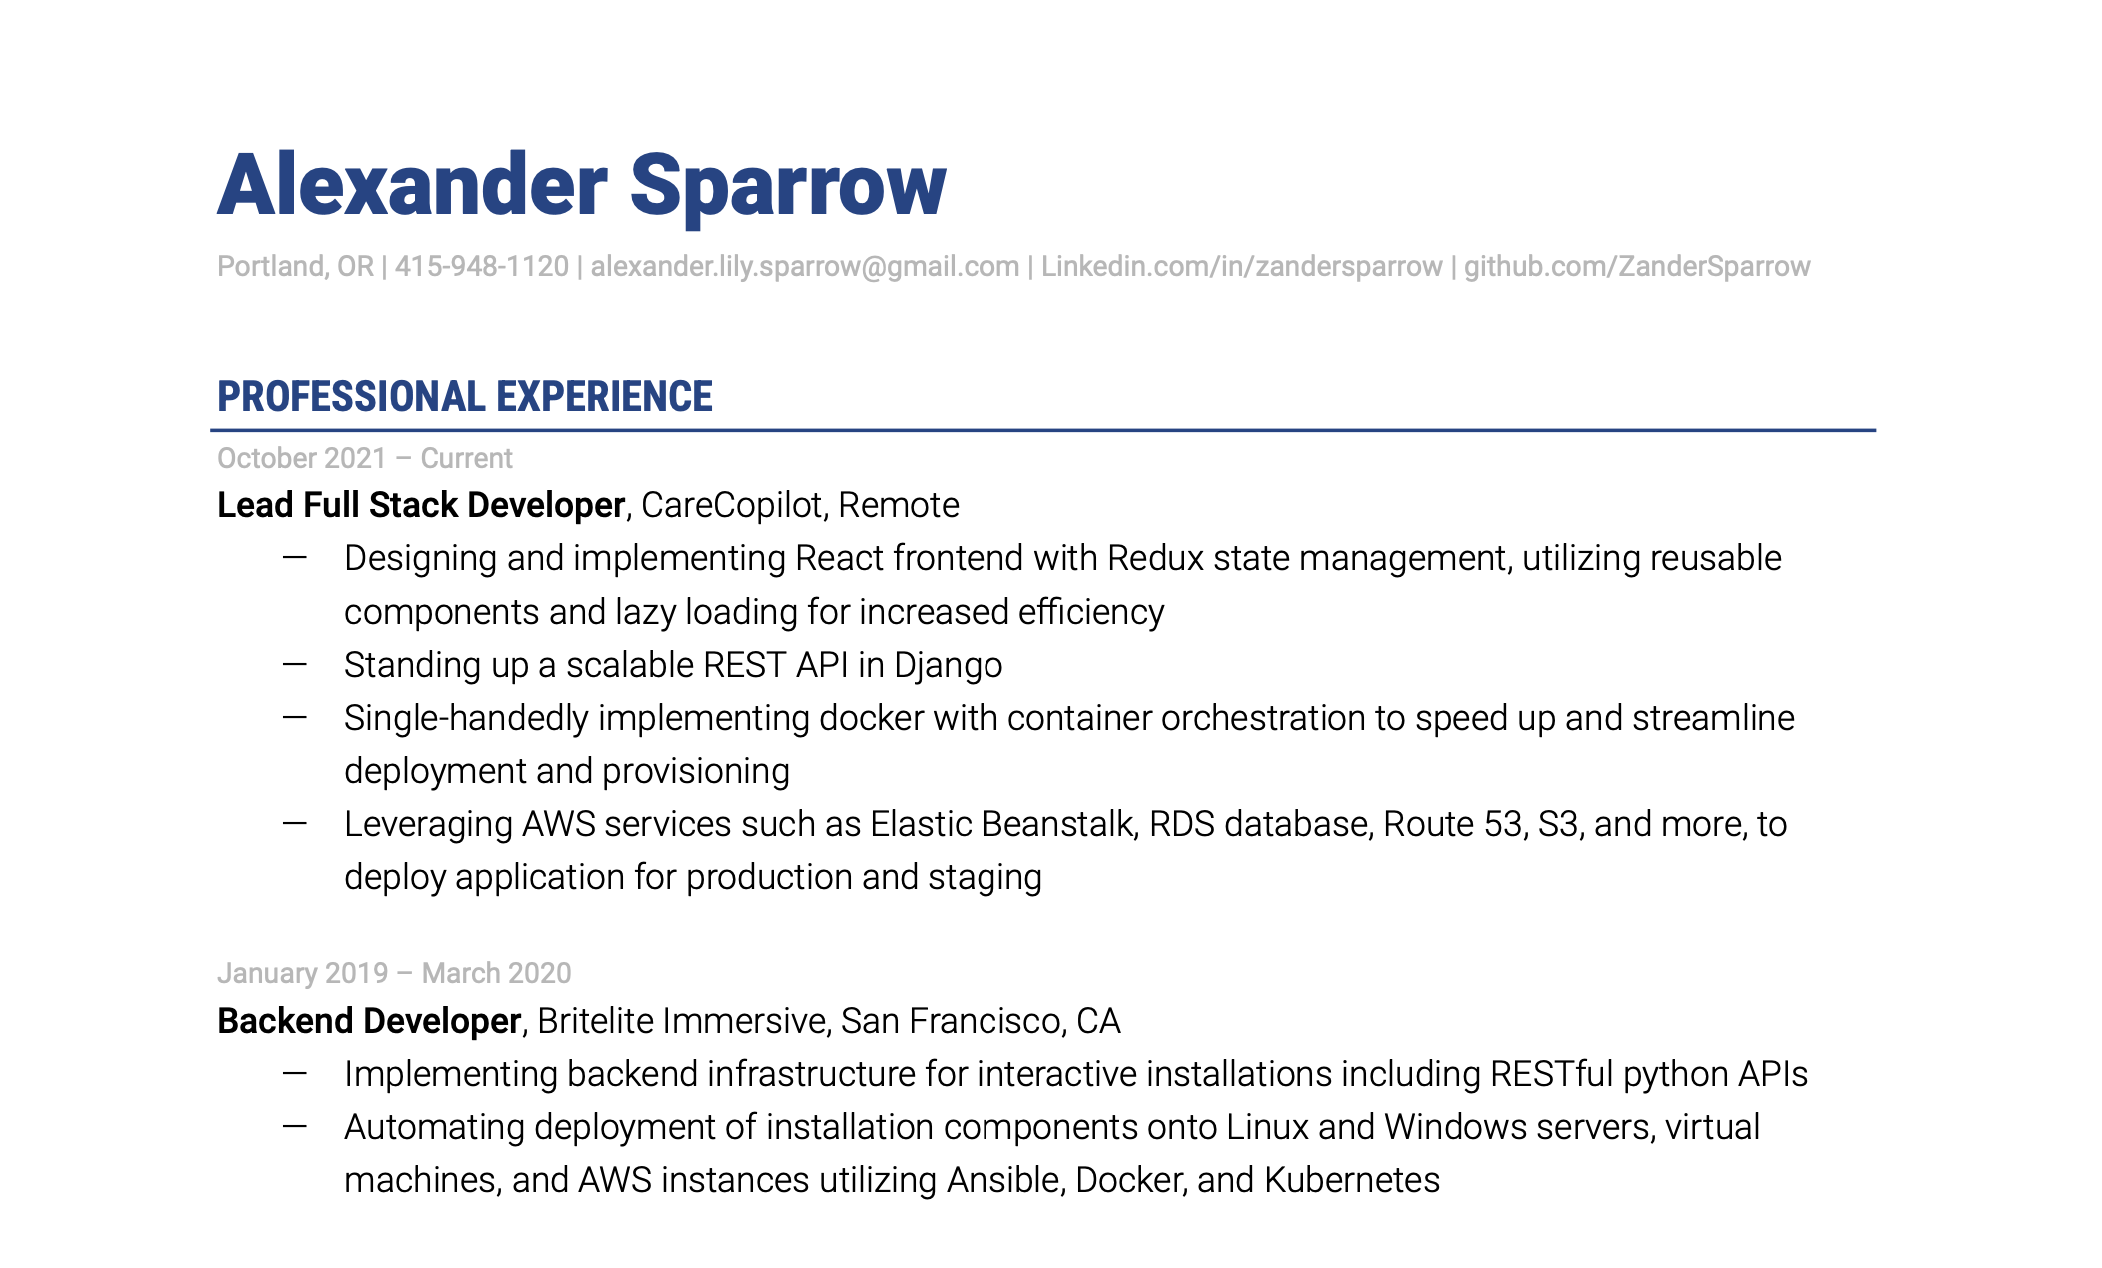 Alexander Sparrow
Portland, OR | 415-948-1120 | alexander.lily.sparrow@gmail.com | Linkedin.com/in/zandersparrow | github.com/ZanderSparrow
PROFESSIONAL EXPERIENCE
October 2021 – Current
Lead Full Stack Developer, CareCopilot, Remote
— Designing and implementing React frontend with Redux state management, utilizing reusable
components and lazy loading for increased efficiency
— Standing up a scalable REST API in Django
— Single-handedly implementing docker with container orchestration to speed up and streamline
deployment and provisioning
— Leveraging AWS services such as Elastic Beanstalk, RDS database, Route 53, S3, and more, to
deploy application for production and staging
January 2019 – March 2020
Backend Developer, Britelite Immersive, San Francisco, CA
— Implementing backend infrastructure for interactive installations including RESTful python APIs
— Automating deployment of installation components onto Linux and Windows servers, virtual
machines, and AWS instances utilizing Ansible, Docker, and Kubernetes